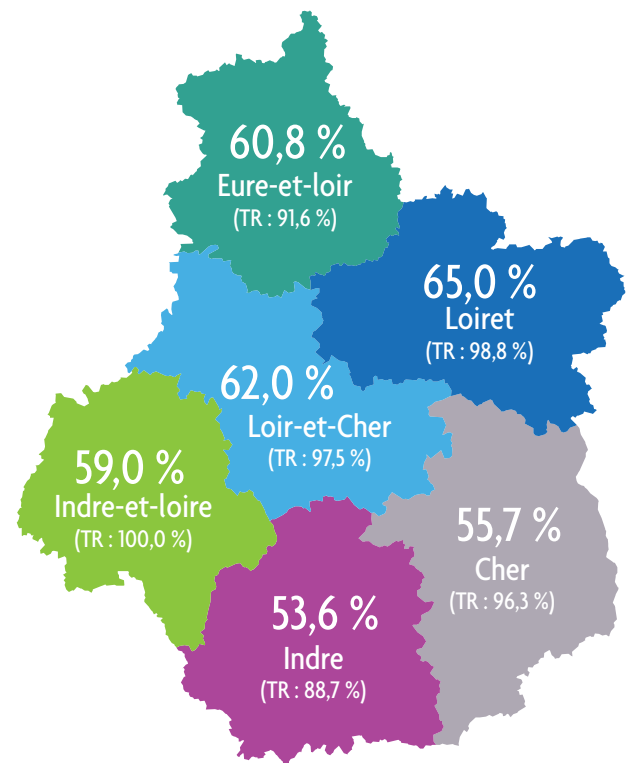 60,8 %
Eure-et-loir
(TR : 91,6 %)
65,0 %
Loiret
(TR : 98,8 %)
62,0 %
Loir-et-Cher
(TR : 97,5 %)
59,0 %
Indre-et-loire
(TR : 100,0 %)
55,7 %
Cher
(TR : 96,3 %)
53,6 %
Indre
(TR : 88,7 %)